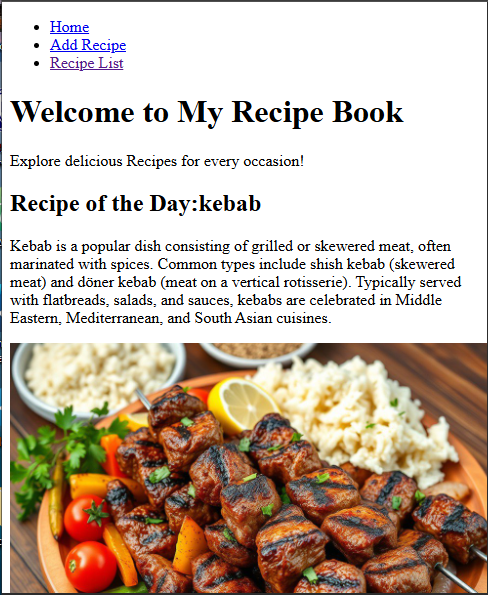 Home
Add Recipe
Recipe List
Welcome to My Recipe Book
Explore delicious Recipes for every occasion!
Recipe of the Day:kebab
Kebab is a popular dish consisting of grilled or skewered meat, often
marinated with spices. Common types include shish kebab (skewered
meat) and döner kebab (meat on a vertical rotisserie). Typically served
with flatbreads, salads, and sauces, kebabs are celebrated in Middle
Eastern, Mediterranean, and South Asian cuisines.